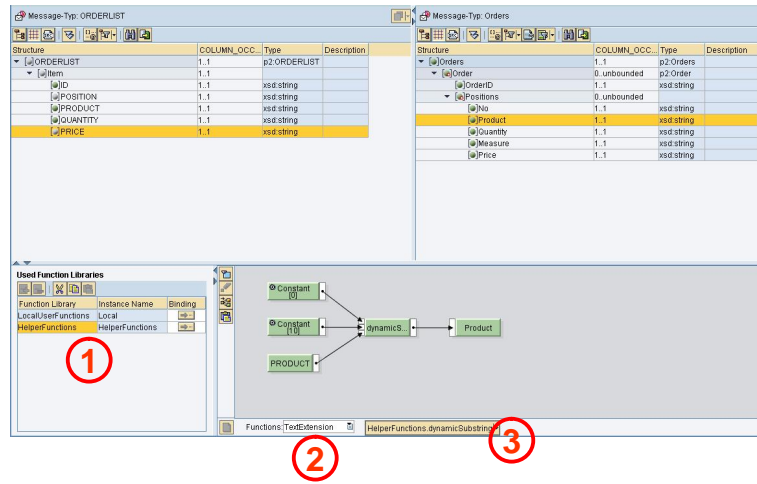 Message-Typ: ORDERLIST
Structure COLUMN_OCC... Type Description
ORDERLIST 1..1 p2:ORDERLIST
Item 1..1
ID 1..1 xsd:string
POSITION 1..1 xsd:string
PRODUCT 1..1 xsd:string
QUANTITY 1..1 xsd:string
PRICE 1..1 xsd:string
Message-Typ: Orders
Structure COLUMN_OCC... Type Description
Orders 1..1 p2:Orders
Order 0..unbounded p2:Order
OrderID 1..1 xsd:string
Positions 0..unbounded
No 1..1 xsd:string
Product 1..1 xsd:string
Quantity 1..1 xsd:string
Measure 1..1 xsd:string
Price 1..1 xsd:string
Used Function Libraries
Function Library Instance Name Binding
LocalUserFunctions Local
HelperFunctions HelperFunctions
1
Constant
[0]
Constant
[10]
dynamicS...
Product
PRODUCT
Functions: TextExtension
HelperFunctions.dynamicSubstring
2
3